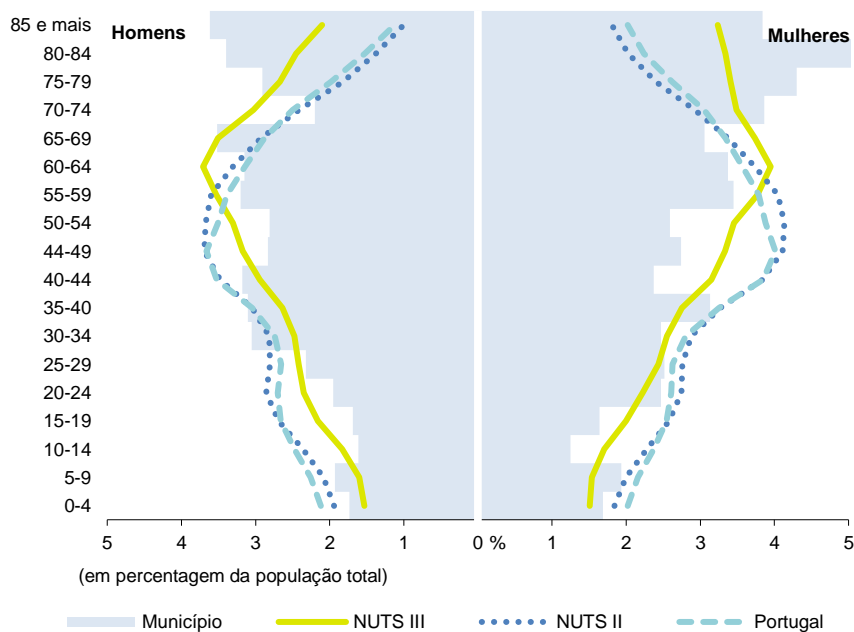 Homens
Mulheres
85 e mais
80-84
75-79
70-74
65-69
60-64
55-59
50-54
44-49
40-44
35-40
30-34
25-29
20-24
15-19
10-14
5-9
0-4
5 4 3 2 1 0 % 1 2 3 4 5
(em percentagem da população total)
Município NUTS III NUTS II Portugal